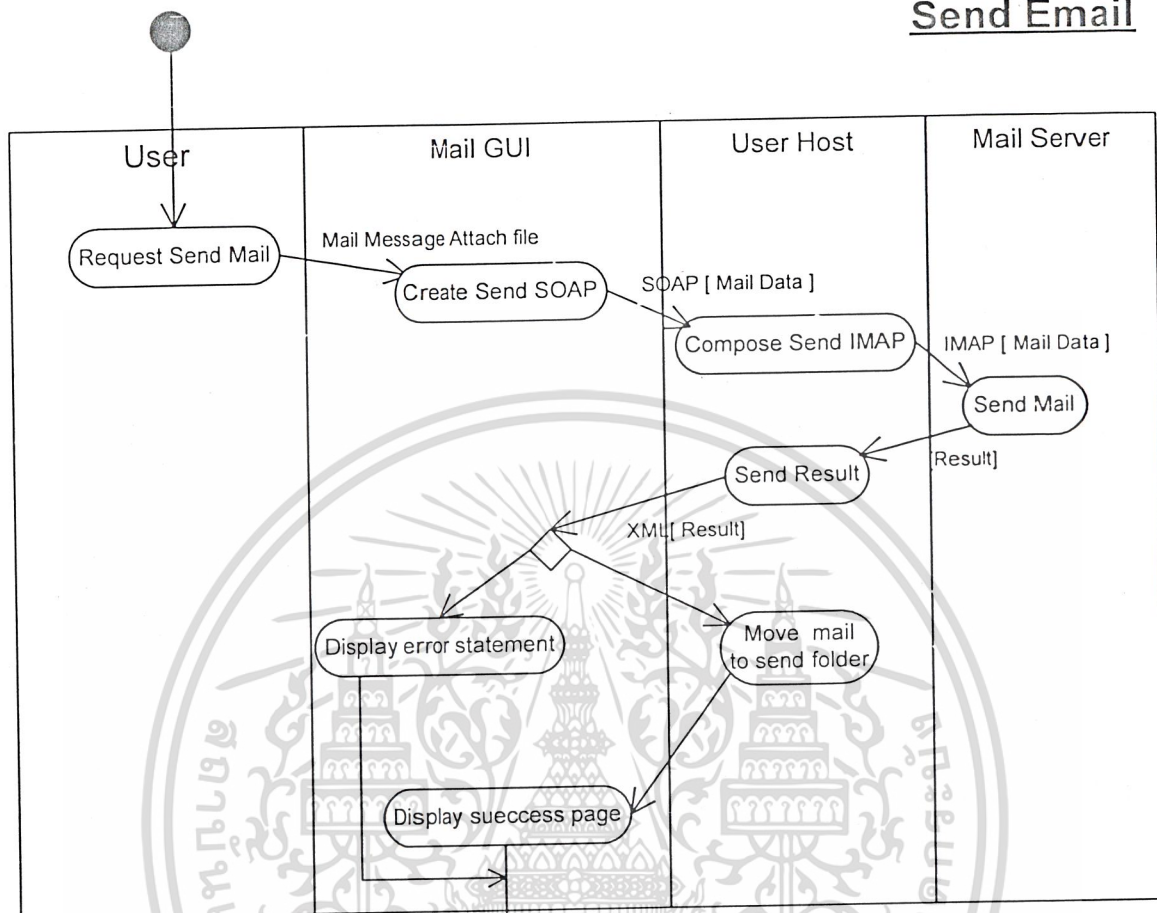 Send Email
User
Mail GUI
User Host
Mail Server
Request Send Mail
Mail Message Attach file
Create Send SOAP
SOAP [ Mail Data ]
Compose Send IMAP
IMAP [ Mail Data ]
Send Mail
[Result]
Send Result
XML[ Result]
Display error statement
Move mail
to send folder
Display sueccess page